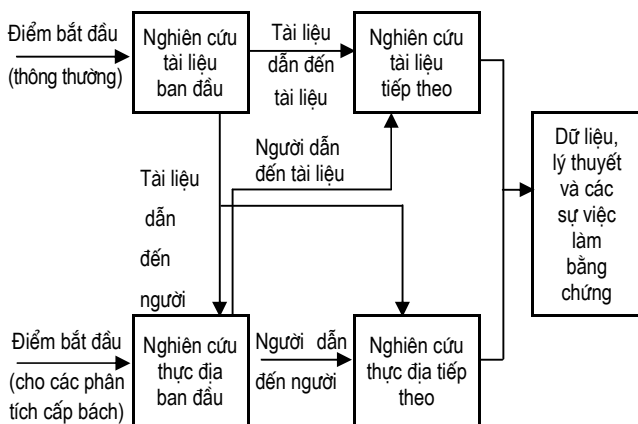 Điểm bắt đầu
(thông thường)
Nghiên cứu
tài liệu
ban đầu
Tài liệu
dẫn đến
tài liệu
Nghiên cứu
tài liệu
tiếp theo
Người dẫn
đến tài liệu
Tài liệu
dẫn
đến
người
Dữ liệu,
lý thuyết
và các
sự việc
làm
bằng
chứng
Điểm bắt đầu
(cho các phân
tích cấp bách)
Nghiên cứu
thực địa
ban đầu
Người dẫn
đến người
Nghiên cứu
thực địa tiếp
theo